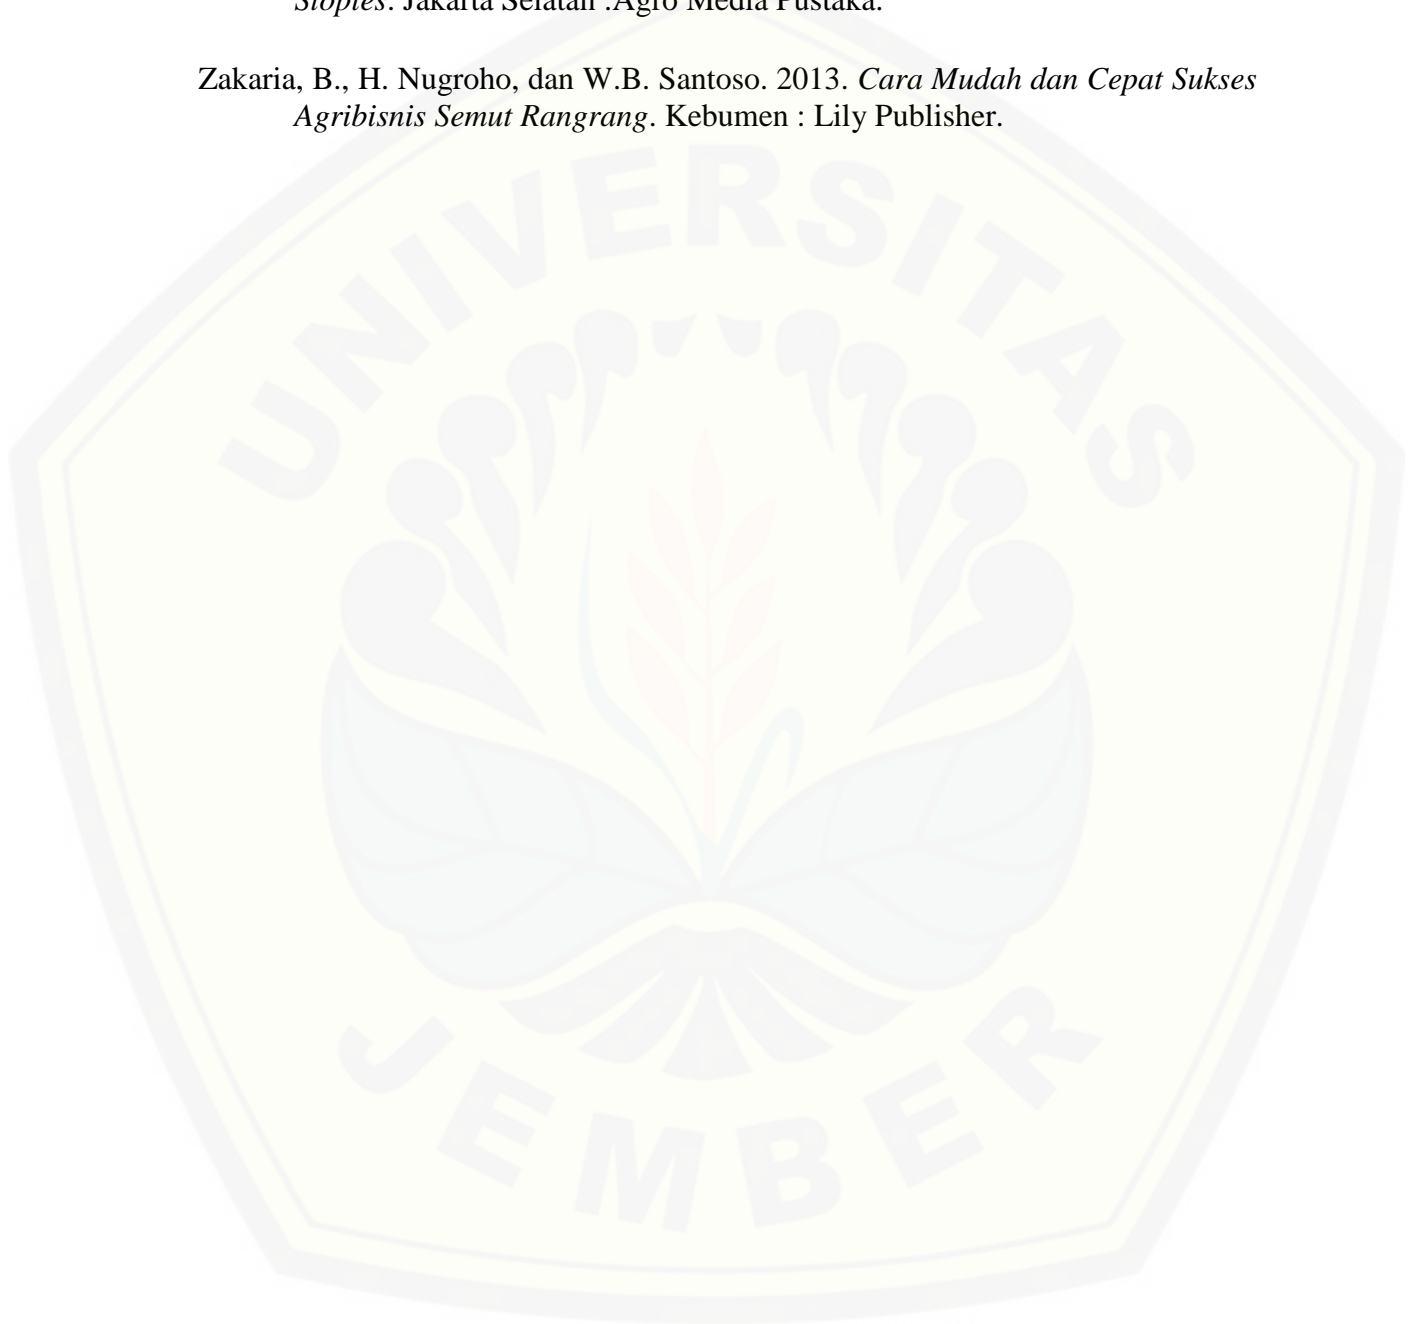 Stoples. Jakarta Selatan :Agro Media Pustaka.
Zakaria, B., H. Nugroho, dan W.B. Santoso. 2013. Cara Mudah dan Cepat Sukses
Agribisnis Semut Rangrang. Kebumen : Lily Publisher.
UNIVERSITAS
JEMBER